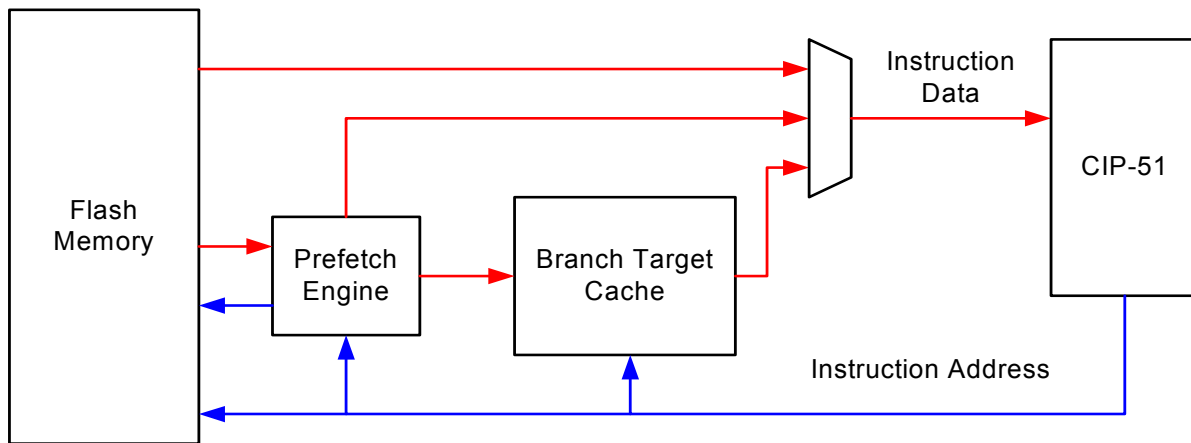 Flash
Memory
Prefetch
Engine
Branch Target
Cache
Instruction
Data
CIP-51
Instruction Address